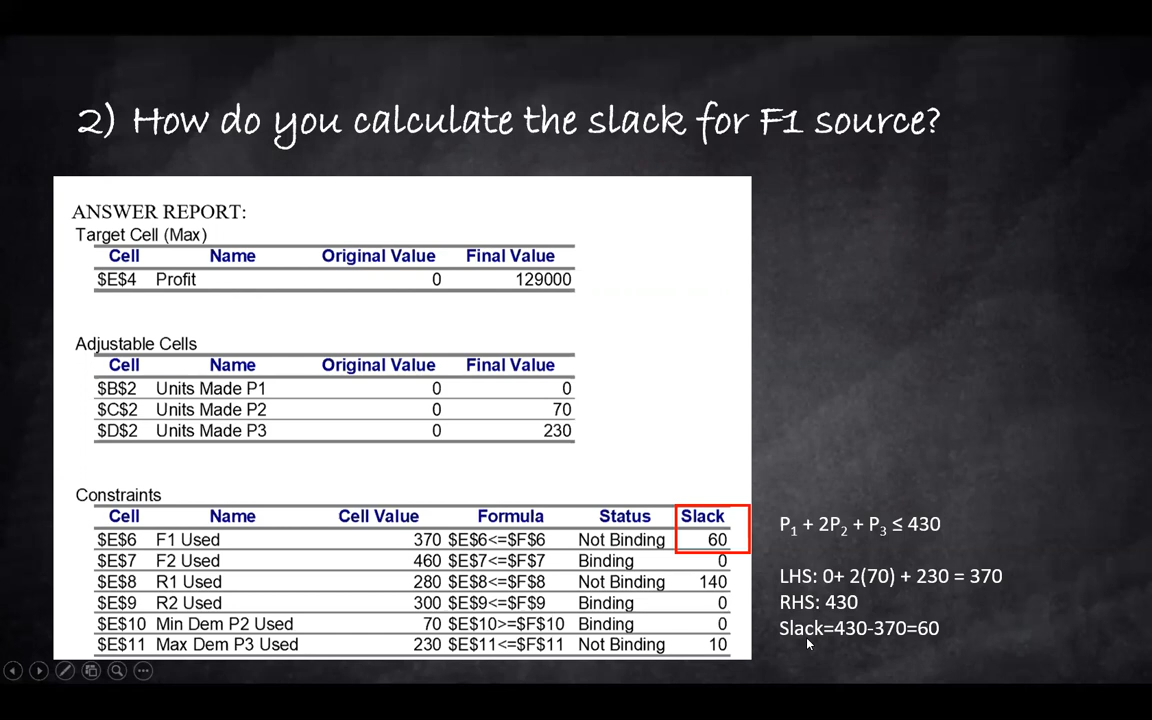 2) How do you calculate the slack for F1 source?
ANSWER REPORT:
Target Cell (Max)
Cell Name Original Value Final Value
$E$4 Profit 0 129000
Adjustable Cells
Cell Name Original Value Final Value
$B$2 Units Made P1 0 0
$C$2 Units Made P2 0 70
$D$2 Units Made P3 0 230
Constraints
Cell Name Cell Value Formula Status Slack
$E$6 F1 Used 370 $E$6<=$F$6 Not Binding 60
$E$7 F2 Used 460 $E$7<=$F$7 Binding 0
$E$8 R1 Used 280 $E$8<=$F$8 Not Binding 140
$E$9 R2 Used 300 $E$9<=$F$9 Binding 0
$E$10 Min Dem P2 Used 70 $E$10>=$F$10 Binding 0
$E$11 Max Dem P3 Used 230 $E$11<=$F$11 Not Binding 10
P₁ + 2P₂ + P₃ ≤ 430
LHS: 0+ 2(70) + 230 = 370
RHS: 430
Slack=430-370=60